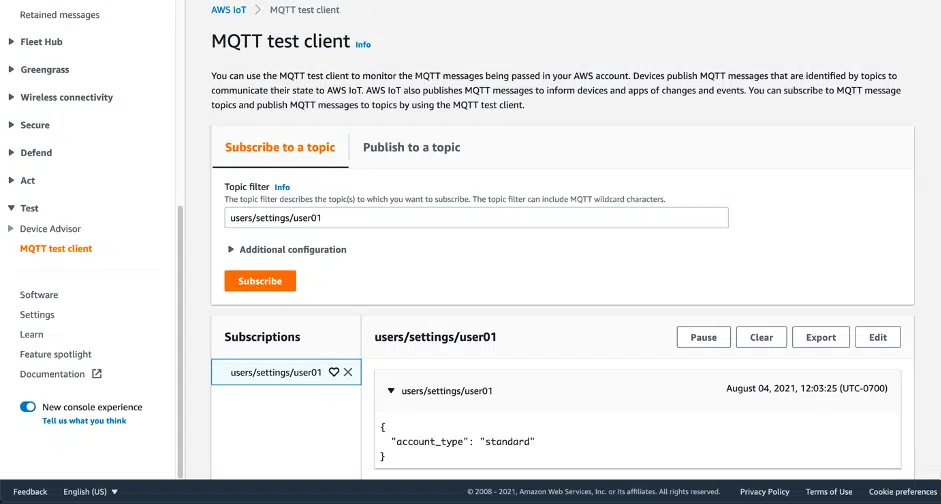 Retained messages
Fleet Hub
Greengrass
Wireless connectivity
Secure
Defend
Act
Test
Device Advisor
MQTT test client
Software
Settings
Learn
Feature spotlight
Documentation
New console experience
Tell us what you think
AWS IoT > MQTT test client
MQTT test client Info
You can use the MQTT test client to monitor the MQTT messages being passed in your AWS account. Devices publish MQTT messages that are identified by topics to
communicate their state to AWS IoT. AWS IoT also publishes MQTT messages to inform devices and apps of changes and events. You can subscribe to MQTT message
topics and publish MQTT messages to topics by using the MQTT test client.
Subscribe to a topic Publish to a topic
Topic filter Info
The topic filter describes the topic(s) to which you want to subscribe. The topic filter can include MQTT wildcard characters.
users/settings/user01
Additional configuration
Subscribe
Subscriptions
users/settings/user01
users/settings/user01 Pause Clear Export Edit
users/settings/user01 August 04, 2021, 12:03:25 (UTC-0700)
{
"account_type": "standard"
}
Feedback English (US) © 2008 - 2021, Amazon Web Services, Inc. or its affiliates. All rights reserved. Privacy Policy Terms of Use Cookie preferences